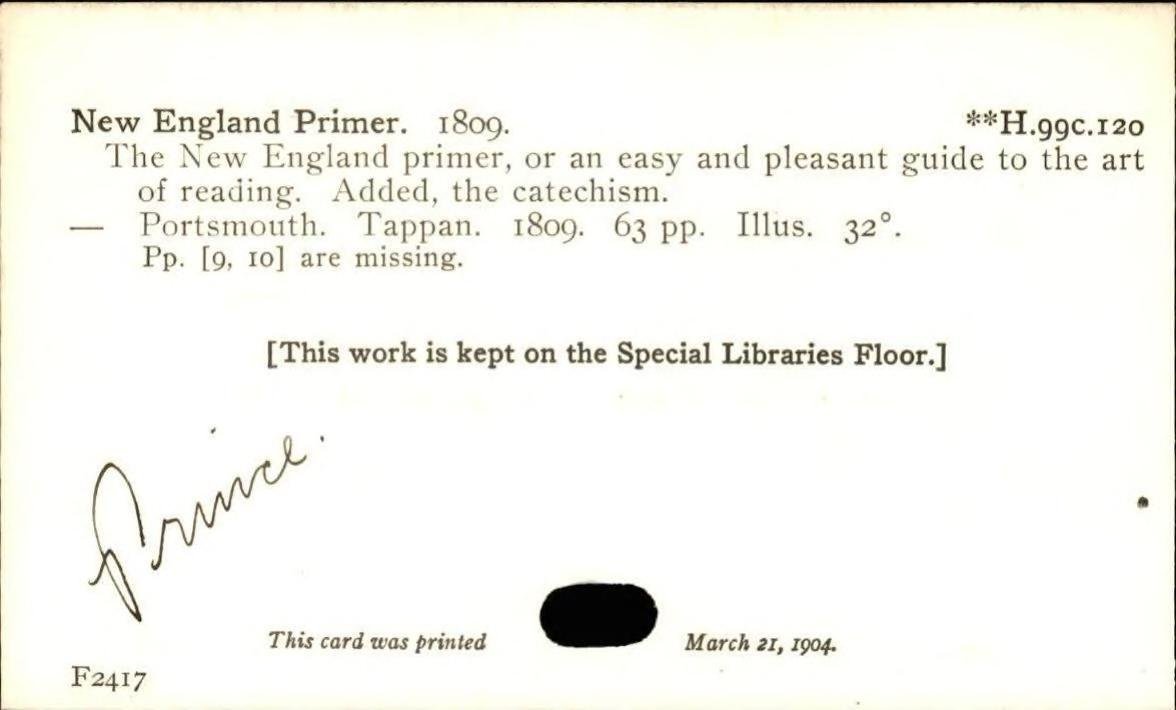 New England Primer. 1809. **H.99c.120
The New England primer, or an easy and pleasant guide to the art
of reading. Added, the catechism.
— Portsmouth. Tappan. 1809. 63 pp. Illus. 32°.
Pp. [9, 10] are missing.
[This work is kept on the Special Libraries Floor.]
Prince.
This card was printed March 21, 1904.
F2417